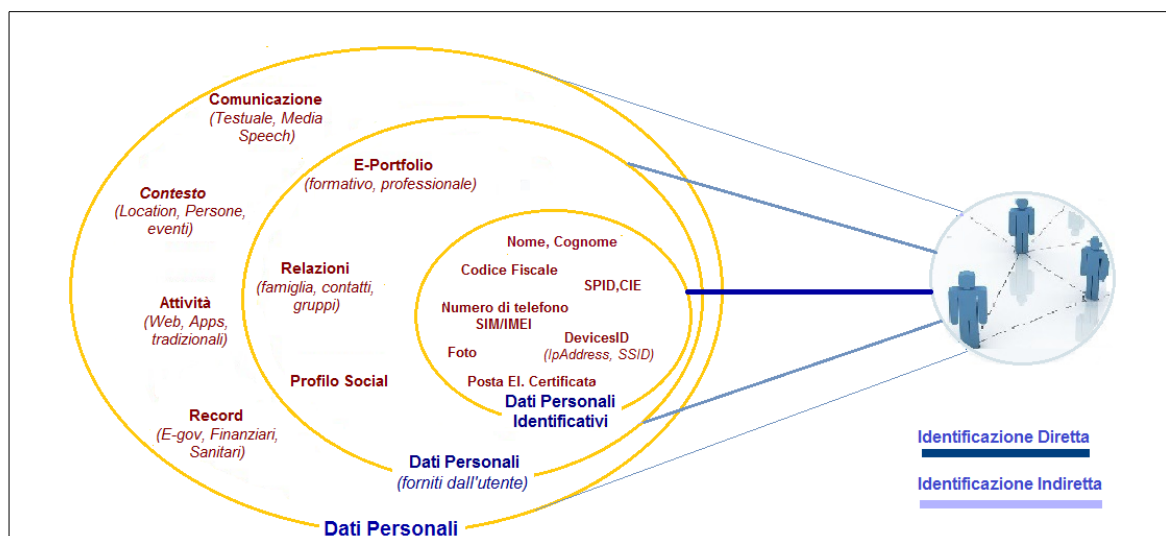 Comunicazione
(Testuale, Media
Speech)
E-Portfolio
(formativo, professionale)
Contesto
(Location, Persone,
eventi)
Nome, Cognome
Codice Fiscale
Relazioni
(famiglia, contatti,
gruppi)
SPID,CIE
Attività
(Web, Apps,
tradizionali)
Numero di telefono
SIM/IMEI
DevicesID
(IpAddress, SSID)
Foto
Profilo Social
Posta El. Certificata
Dati Personali
Identificativi
Record
(E-gov, Finanziari,
Sanitari)
Dati Personali
(forniti dall'utente)
Dati Personali
Identificazione Diretta
Identificazione Indiretta